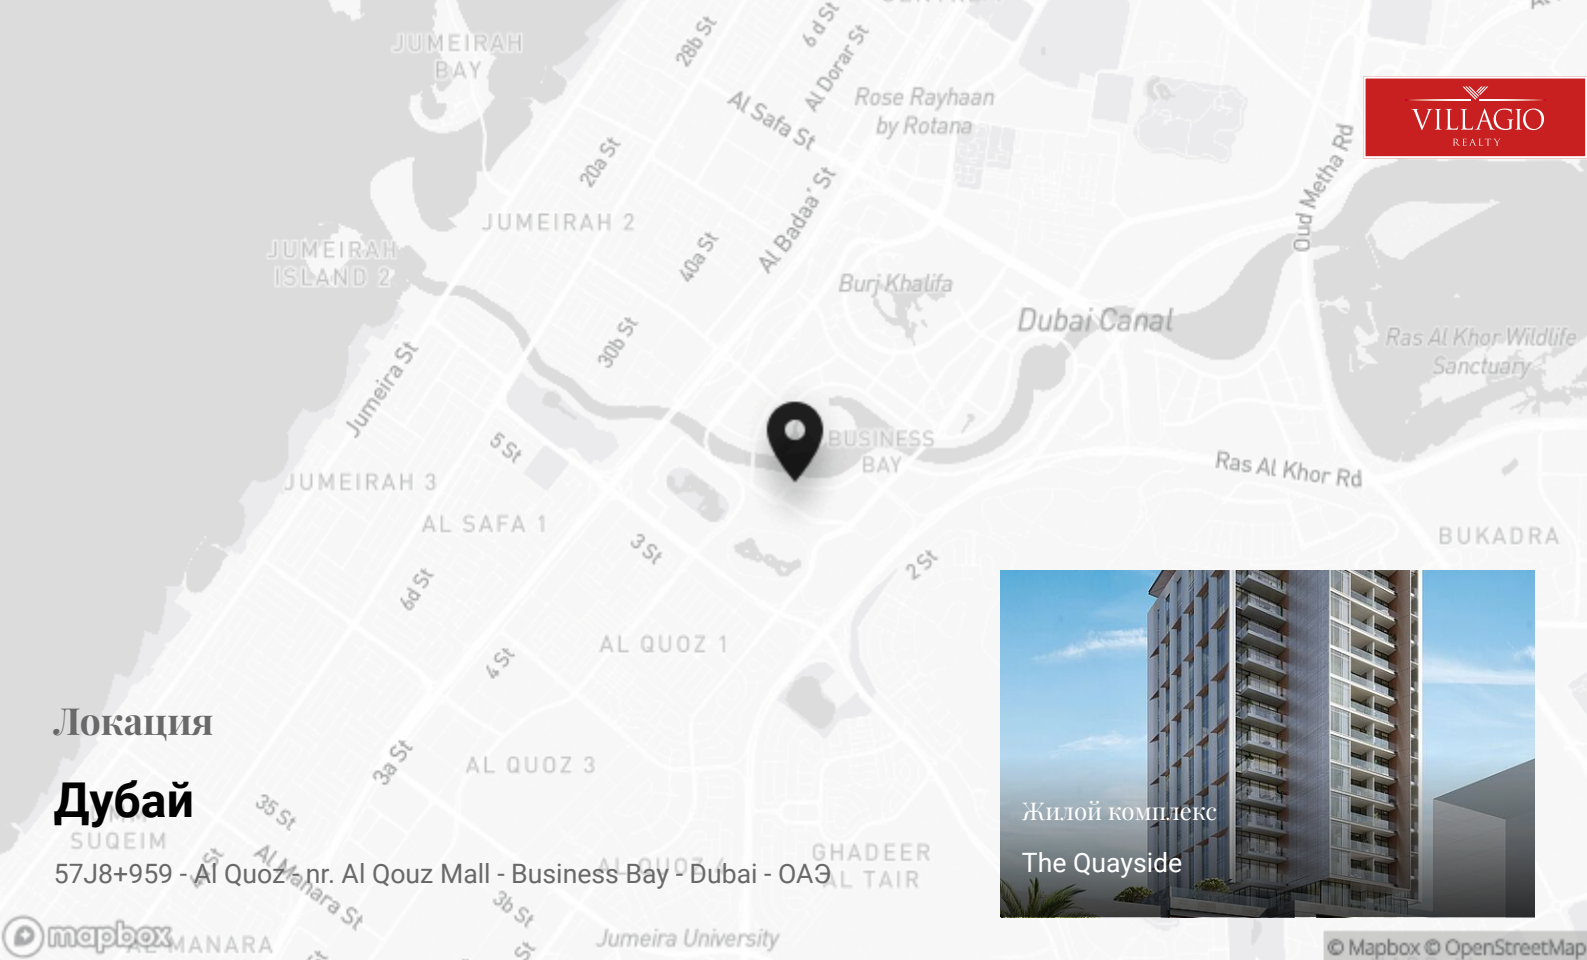 JUMEIRAH
BAY
28b St
6 d St
Al Dorar St
Al Safa St
Rose Rayhaan
by Rotana
VILLAGIO
REALTY
20a St
Oud Metha Rd
JUMEIRAH 2
Al Badaa' St
JUMEIRAH
ISLAND 2
40a St
Burj Khalifa
Dubai Canal
30b St
Ras Al Khor Wildlife
Sanctuary
Jumeira St
5 St
BUSINESS
BAY
Ras Al Khor Rd
JUMEIRAH 3
AL SAFA 1
BUKADRA
3 St
2 St
6d St
AL QUOZ 1
4 St
Локация
3a St
AL QUOZ 3
Дубай
35 St
SUQEIM
Жилой комплекс
The Quayside
57J8+959 - Al Quoz - nr. Al Qouz Mall - Business Bay - Dubai - ОАЭ
AL QUOZ 4
GHADEER
AL TAIR
Al Manara St
3b St
mapbox
AL MANARA
Jumeira University
© Mapbox © OpenStreetMap